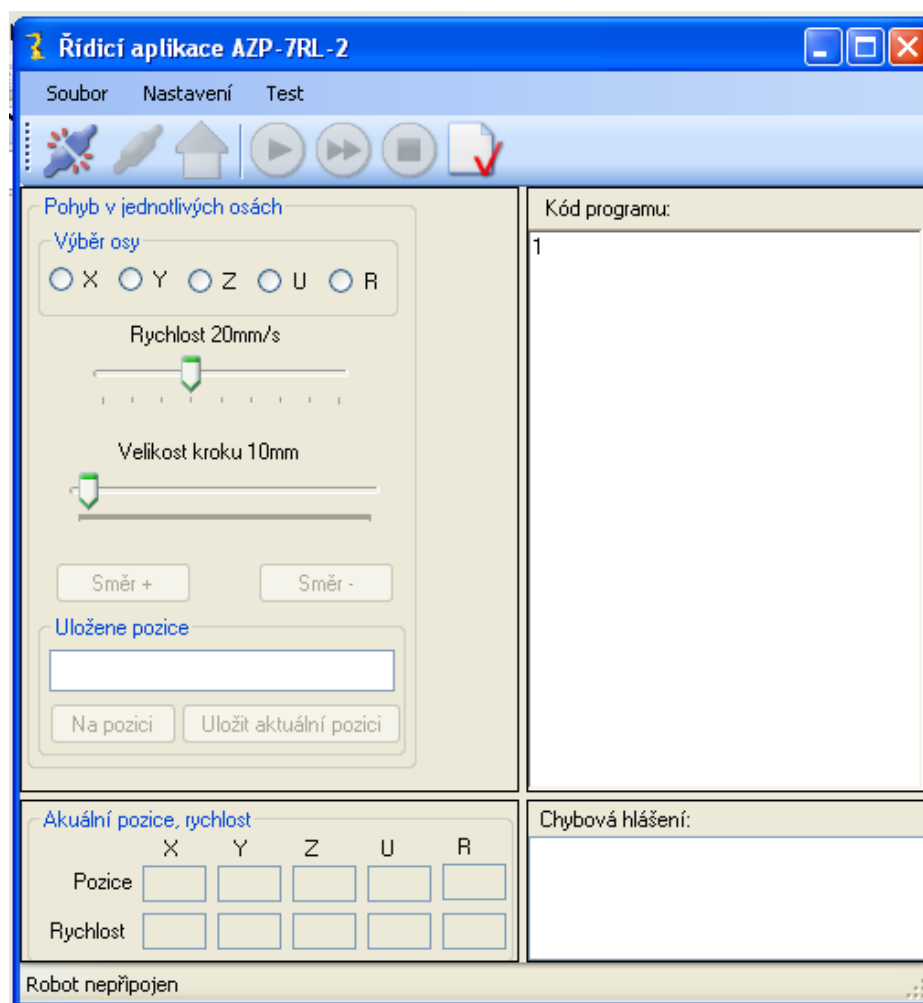 Řídicí aplikace AZP-7RL-2
Soubor Nastavení Test
Pohyb v jednotlivých osách
Výběr osy
X Y Z U R
Rychlost 20mm/s
Velikost kroku 10mm
Směr + Směr -
Uložene pozice
Na pozici Uložit aktuální pozici
Kód programu:
1
Akuální pozice, rychlost
X Y Z U R
Pozice
Rychlost
Chybová hlášení:
Robot nepřipojen